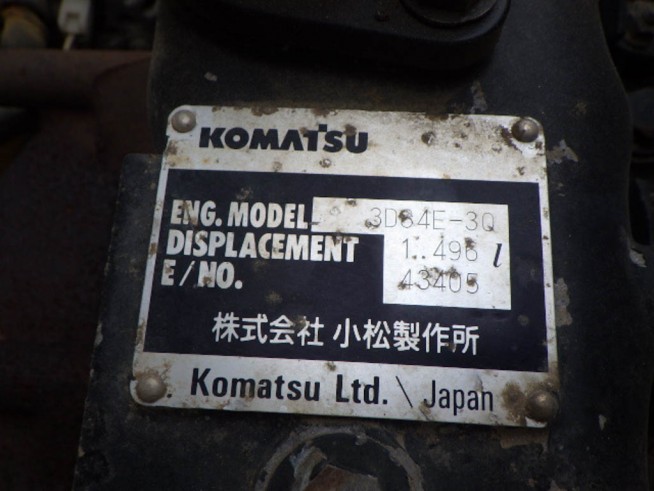 KOMATSU
ENG. MODEL 3D84E-3Q
DISPLACEMENT 1.496 l
E/NO. 43405
株式会社 小松製作所
Komatsu Ltd. \ Japan